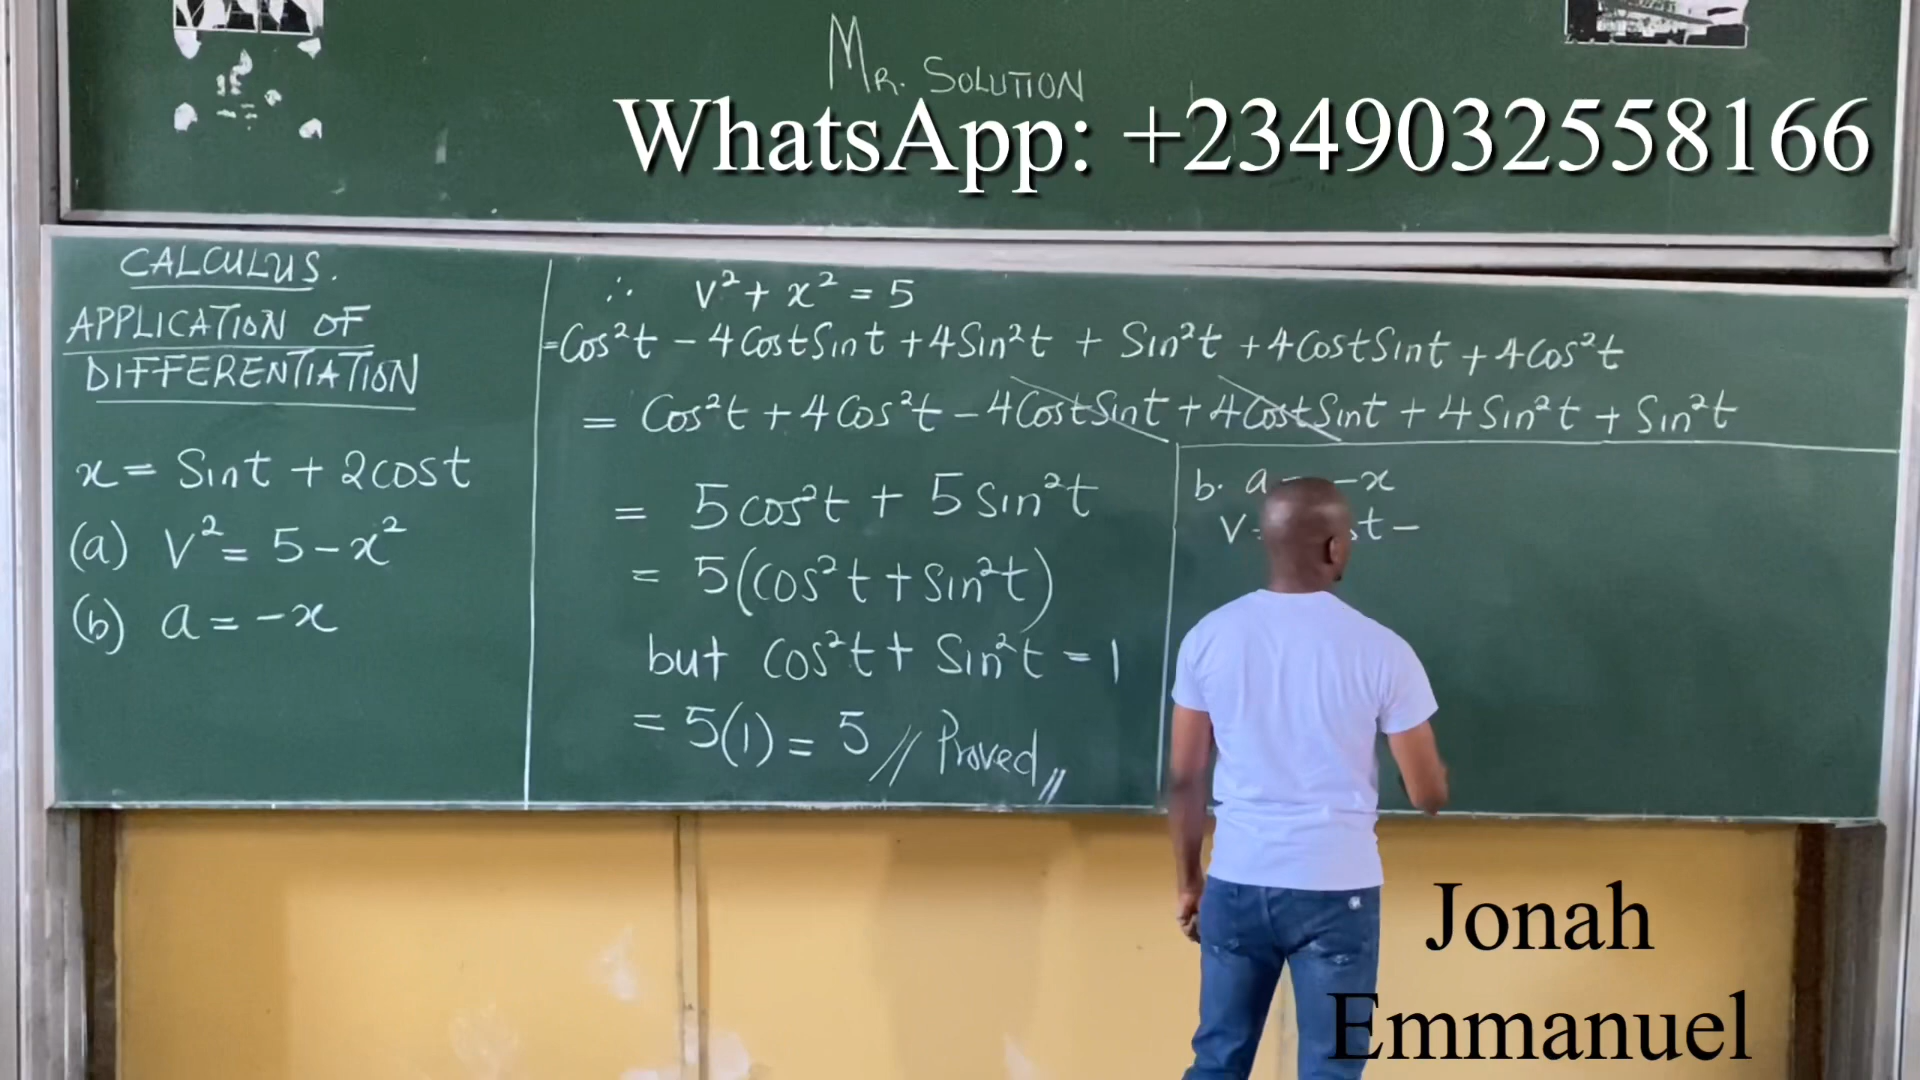 Mr. SOLUTION
WhatsApp: +2349032558166
CALCULUS.
APPLICATION OF
DIFFERENTIATION
x = Sint + 2cost
(a) V² = 5 - x²
(b) a = -x
∴ V² + x² = 5
= Cos²t - 4CostSint + 4Sin²t + Sin²t + 4CostSint + 4Cos²t
= Cos²t + 4Cos²t - 4CostSint + 4CostSint + 4Sin²t + Sin²t
= 5cos²t + 5sin²t
= 5(cos²t + sin²t)
but cos²t + Sin²t = 1
= 5(1) = 5 // Proved //
b. a = -x
V = st -
Jonah
Emmanuel